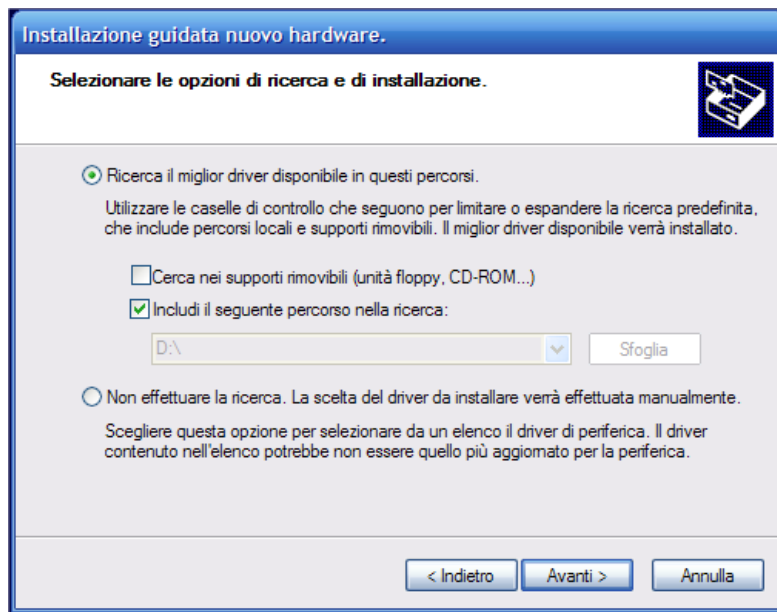 Installazione guidata nuovo hardware.
Selezionare le opzioni di ricerca e di installazione.
Ricerca il miglior driver disponibile in questi percorsi.
Utilizzare le caselle di controllo che seguono per limitare o espandere la ricerca predefinita,
che include percorsi locali e supporti rimovibili. Il miglior driver disponibile verrà installato.
Cerca nei supporti rimovibili (unità floppy, CD-ROM...)
Includi il seguente percorso nella ricerca:
D:\
Sfoglia
Non effettuare la ricerca. La scelta del driver da installare verrà effettuata manualmente.
Scegliere questa opzione per selezionare da un elenco il driver di periferica. Il driver
contenuto nell'elenco potrebbe non essere quello più aggiornato per la periferica.
< Indietro
Avanti >
Annulla